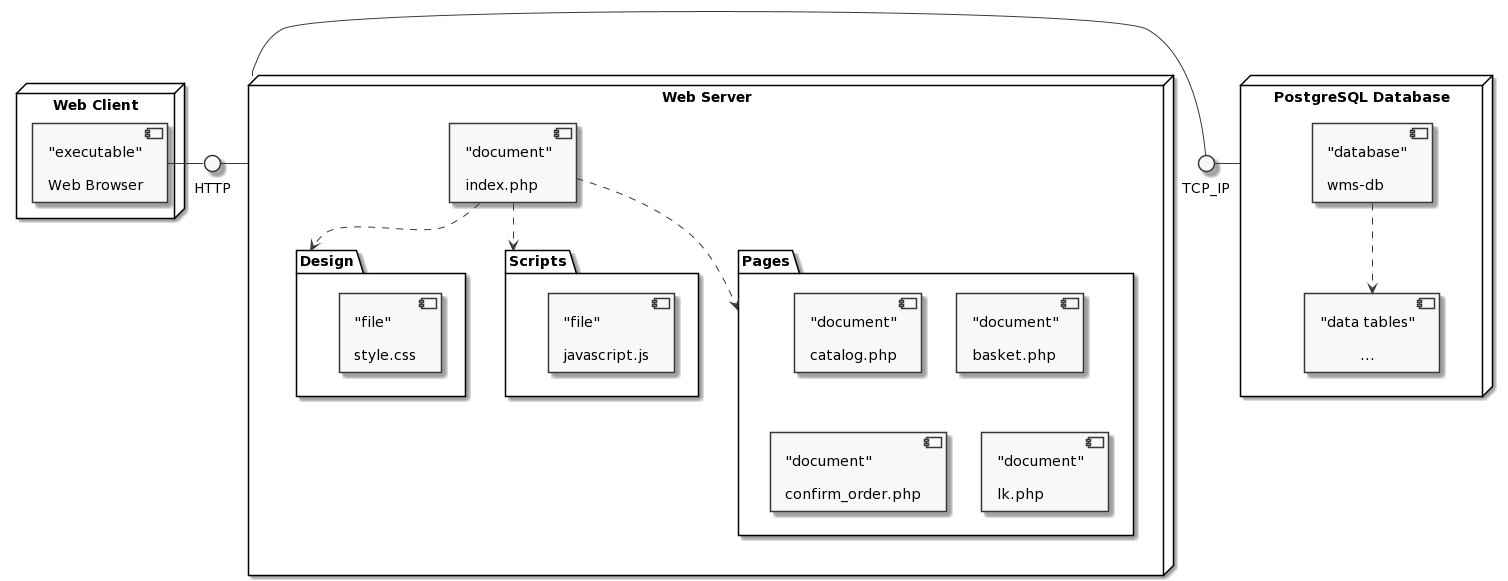 Web Client
"executable"
Web Browser
HTTP
Web Server
"document"
index.php
Design
"file"
style.css
Scripts
"file"
javascript.js
Pages
"document"
catalog.php
"document"
basket.php
"document"
confirm_order.php
"document"
lk.php
TCP_IP
PostgreSQL Database
"database"
wms-db
"data tables"
...